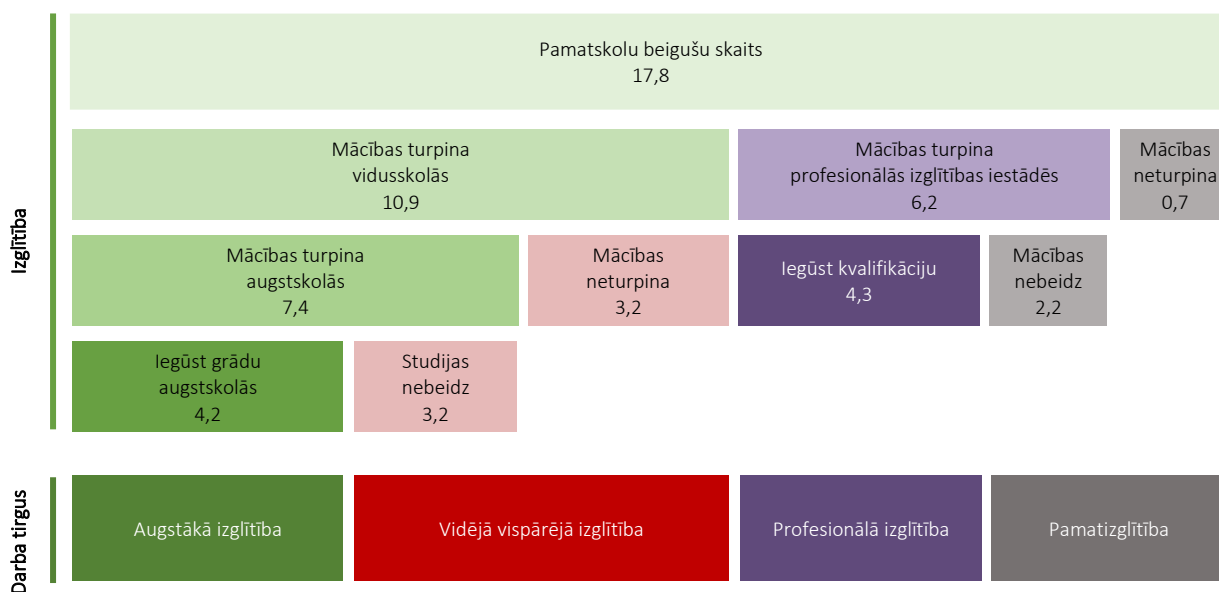 Izglītība
Pamatskolu beigušu skaits
17,8
Mācības turpina
vidusskolās
10,9
Mācības turpina
profesionālās izglītības iestādēs
6,2
Mācības
neturpina
0,7
Mācības turpina
augstskolās
7,4
Mācības
neturpina
3,2
Iegūst kvalifikāciju
4,3
Mācības
nebeidz
2,2
Iegūst grādu
augstskolās
4,2
Studijas
nebeidz
3,2
Darba tirgus
Augstākā izglītība
Vidējā vispārējā izglītība
Profesionālā izglītība
Pamatizglītība